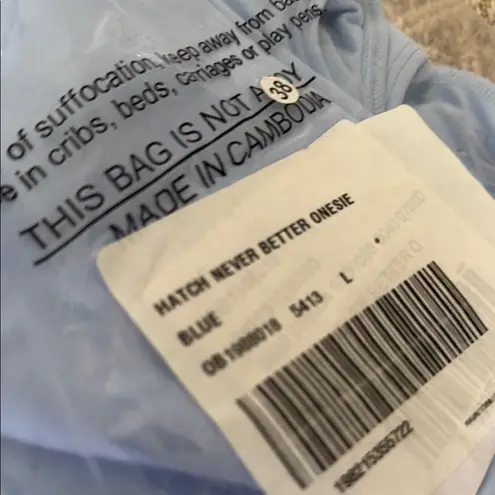 of suffocation, keep away from
in cribs, beds, carriages or play pens.
THIS BAG IS NOT A
MADE IN CAMBODIA
38
HATCH NEVER BETTER ONESIE
BLUE
5413 L